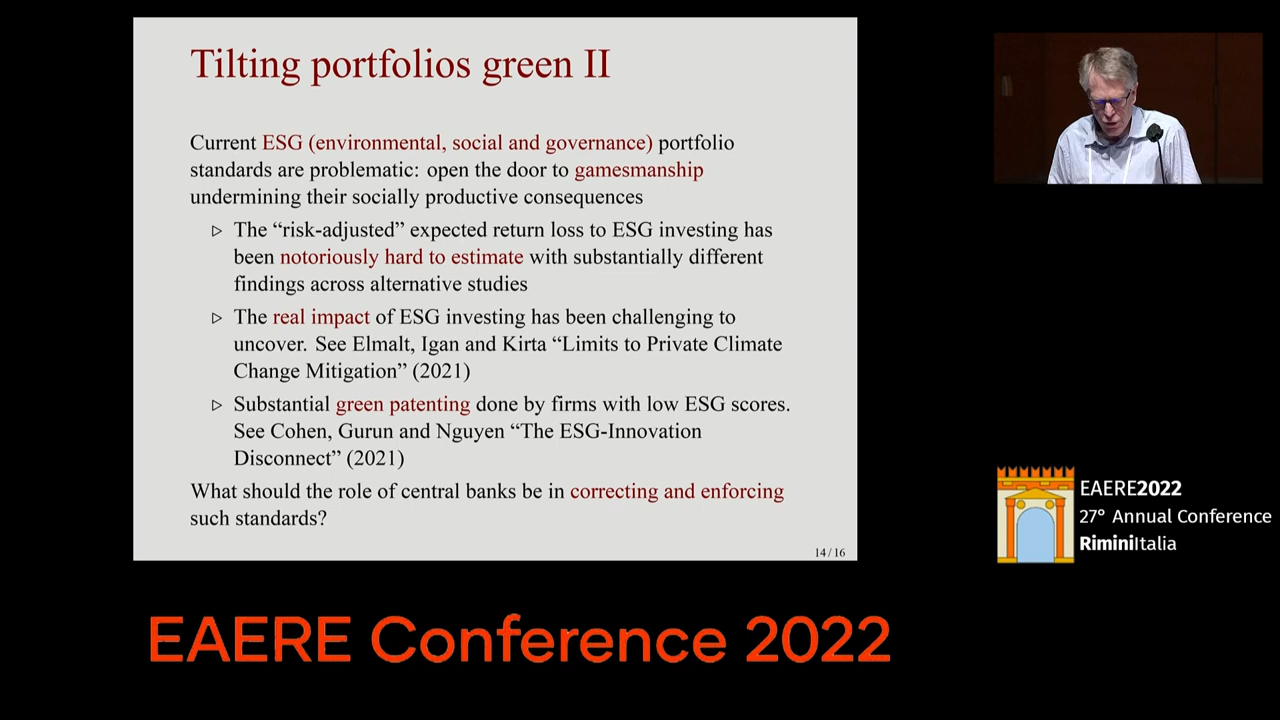 Tilting portfolios green II
Current ESG (environmental, social and governance) portfolio
standards are problematic: open the door to gamesmanship
undermining their socially productive consequences
▷ The “risk-adjusted” expected return loss to ESG investing has
been notoriously hard to estimate with substantially different
findings across alternative studies
▷ The real impact of ESG investing has been challenging to
uncover. See Elmalt, Igan and Kirta “Limits to Private Climate
Change Mitigation” (2021)
▷ Substantial green patenting done by firms with low ESG scores.
See Cohen, Gurun and Nguyen “The ESG-Innovation
Disconnect” (2021)
What should the role of central banks be in correcting and enforcing
such standards?
14 / 16
EAERE2022
27° Annual Conference
RiminiItalia
EAERE Conference 2022